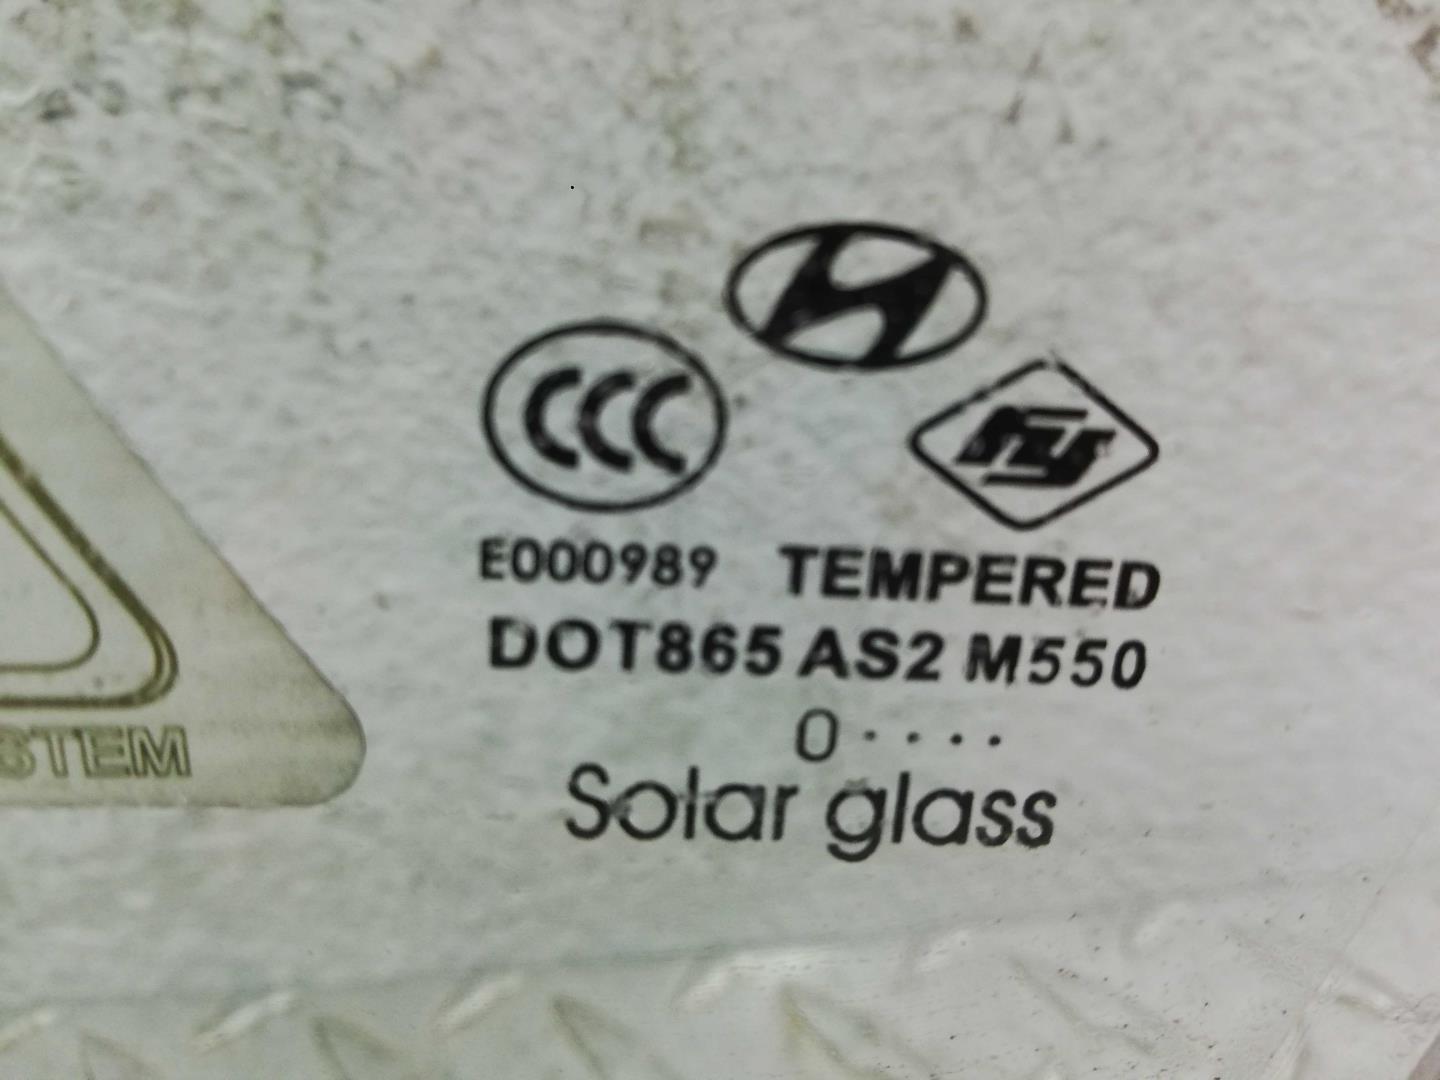 CCC
E000989 TEMPERED
DOT865 AS2 M550
0 ····
Solar glass
STEM